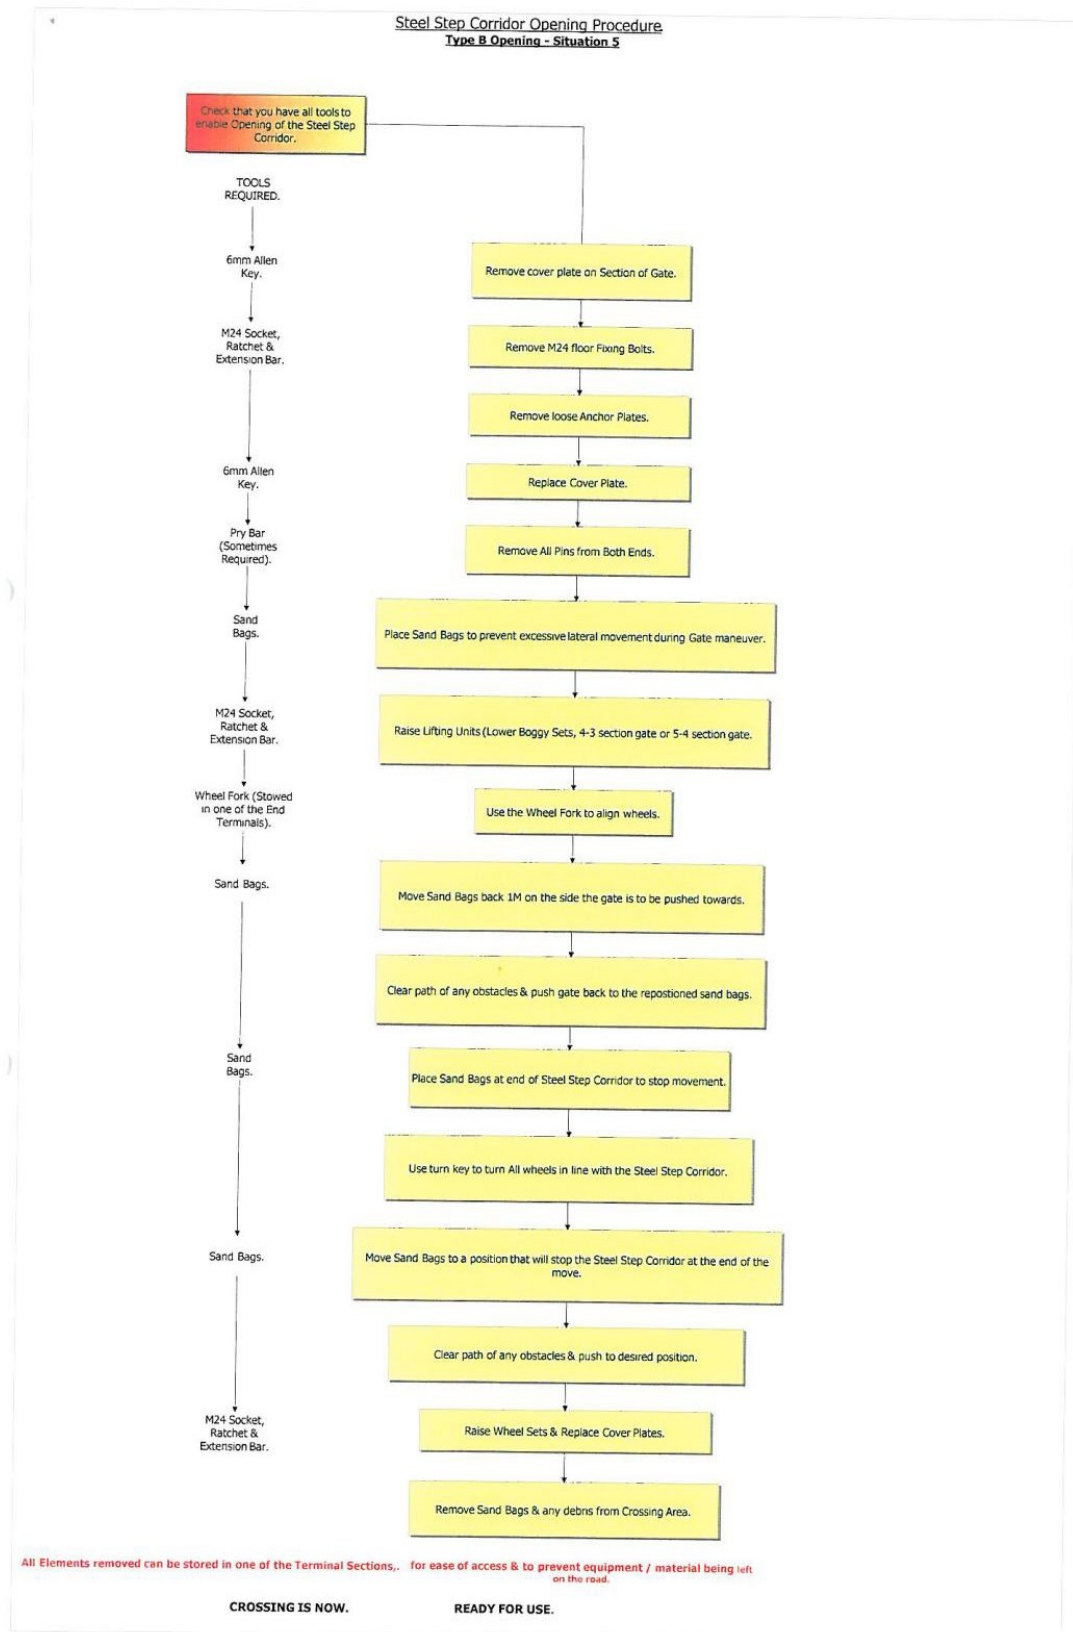 Steel Step Corridor Opening Procedure
Type B Opening - Situation 5
Check that you have all tools to
enable Opening of the Steel Step
Corridor.
TOOLS
REQUIRED.
6mm Allen
Key.
M24 Socket,
Ratchet &
Extension Bar.
6mm Allen
Key.
Pry Bar
(Sometimes
Required).
Sand
Bags.
M24 Socket,
Ratchet &
Extension Bar.
Wheel Fork (Stowed
in one of the End
Terminals).
Sand Bags.
Sand
Bags.
Sand Bags.
M24 Socket,
Ratchet &
Extension Bar.
Remove cover plate on Section of Gate.
Remove M24 floor Fixing Bolts.
Remove loose Anchor Plates.
Replace Cover Plate.
Remove All Pins from Both Ends.
Place Sand Bags to prevent excessive lateral movement during Gate maneuver.
Raise Lifting Units (Lower Boggy Sets, 4-3 section gate or 5-4 section gate.
Use the Wheel Fork to align wheels.
Move Sand Bags back 1M on the side the gate is to be pushed towards.
Clear path of any obstacles & push gate back to the repostioned sand bags.
Place Sand Bags at end of Steel Step Corridor to stop movement.
Use turn key to turn All wheels in line with the Steel Step Corridor.
Move Sand Bags to a position that will stop the Steel Step Corridor at the end of the
move.
Clear path of any obstacles & push to desired position.
Raise Wheel Sets & Replace Cover Plates.
Remove Sand Bags & any debris from Crossing Area.
All Elements removed can be stored in one of the Terminal Sections,. for ease of access & to prevent equipment / material being left
on the road.
CROSSING IS NOW. READY FOR USE.